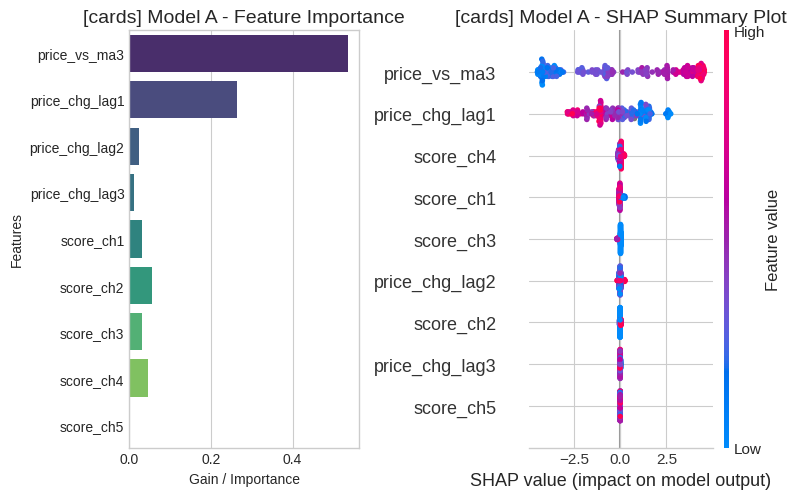 [cards] Model A - Feature Importance
Features
price_vs_ma3
price_chg_lag1
price_chg_lag2
price_chg_lag3
score_ch1
score_ch2
score_ch3
score_ch4
score_ch5
0.0 0.2 0.4
Gain / Importance
[cards] Model A - SHAP Summary Plot
price_vs_ma3
price_chg_lag1
score_ch4
score_ch1
score_ch3
price_chg_lag2
score_ch2
price_chg_lag3
score_ch5
−2.5 0.0 2.5
SHAP value (impact on model output)
High
Feature value
Low